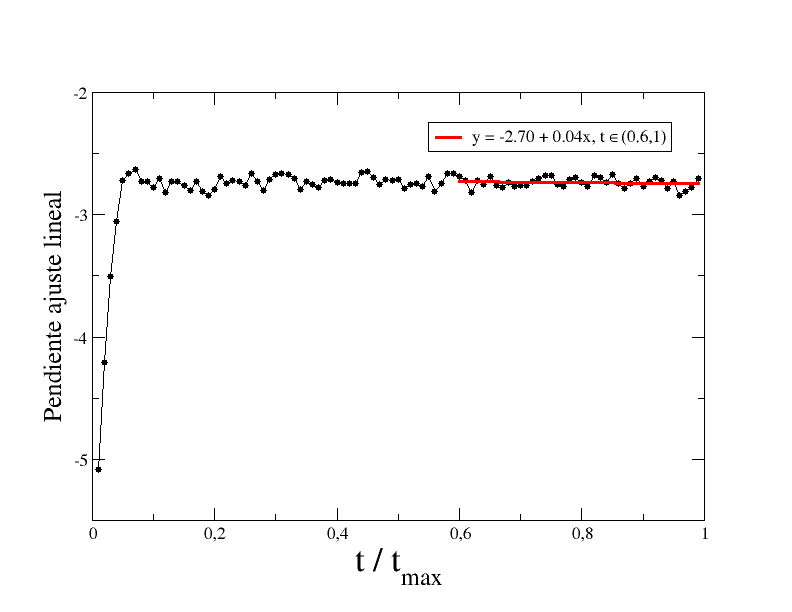 -2
y = -2.70 + 0.04x, t ∈(0.6,1)
-3
Pendiente ajuste lineal
-4
-5
0 0,2 0,4 0,6 0,8 1
t / tmax